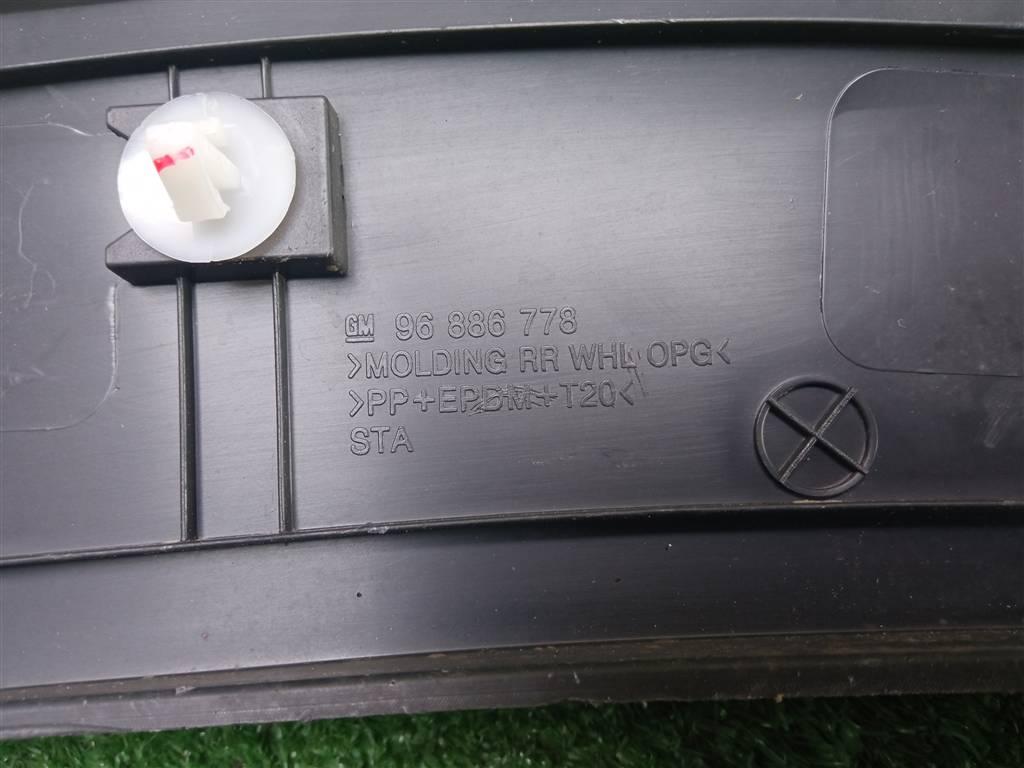 GM 96 886 778
>MOLDING RR WHL OPG<
>PP+EPDM+T20<
STA